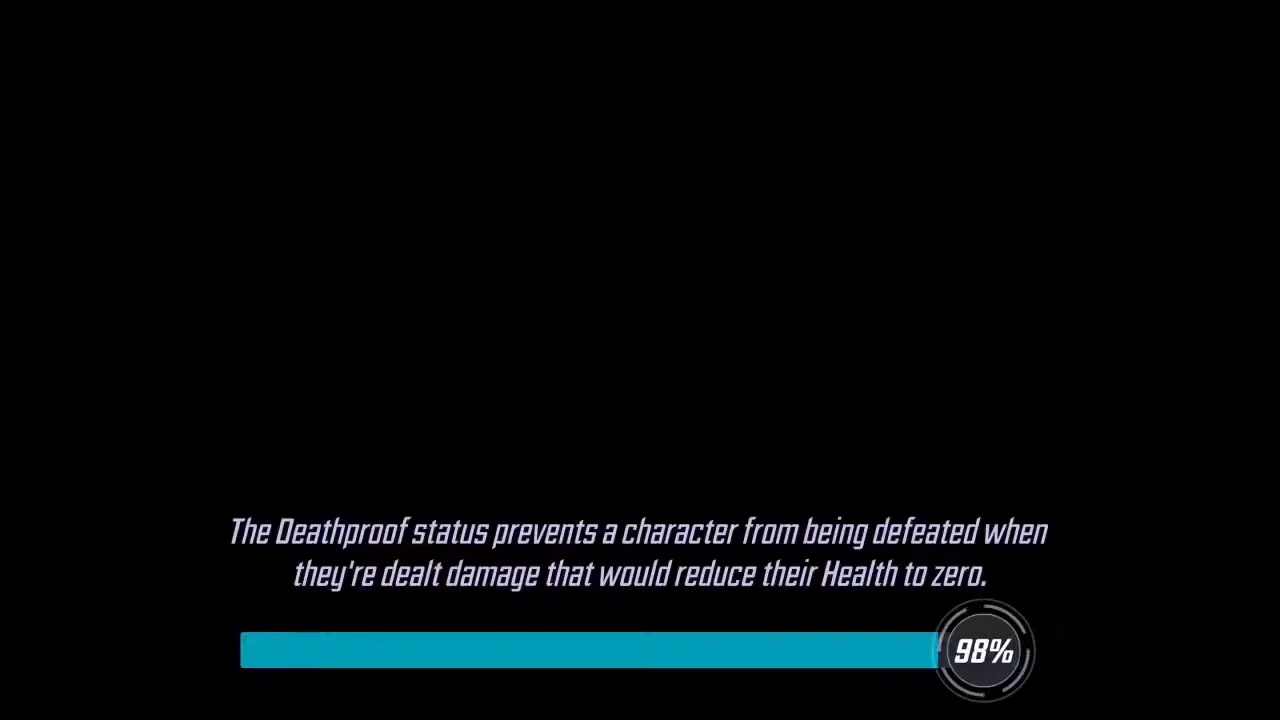 The Deathproof status prevents a character from being defeated when
they're dealt damage that would reduce their Health to zero.
98%